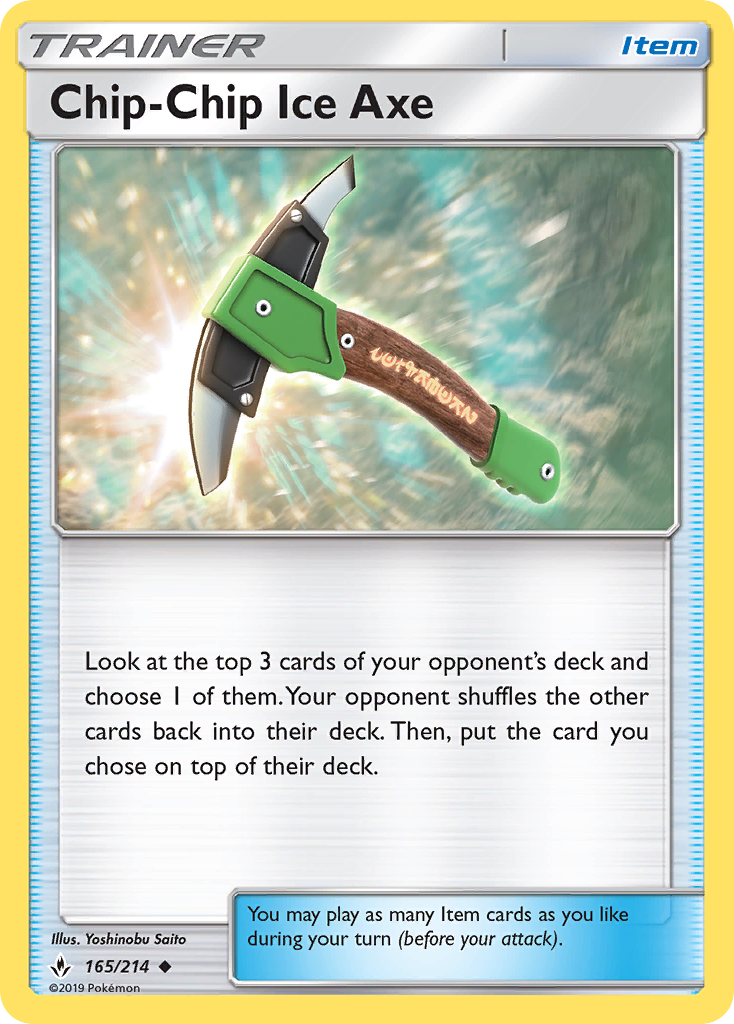 TRAINER
Item
Chip-Chip Ice Axe
Look at the top 3 cards of your opponent's deck and
choose 1 of them. Your opponent shuffles the other
cards back into their deck. Then, put the card you
chose on top of their deck.
You may play as many Item cards as you like
during your turn (before your attack).
Illus. Yoshinobu Saito
165/214
©2019 Pokémon